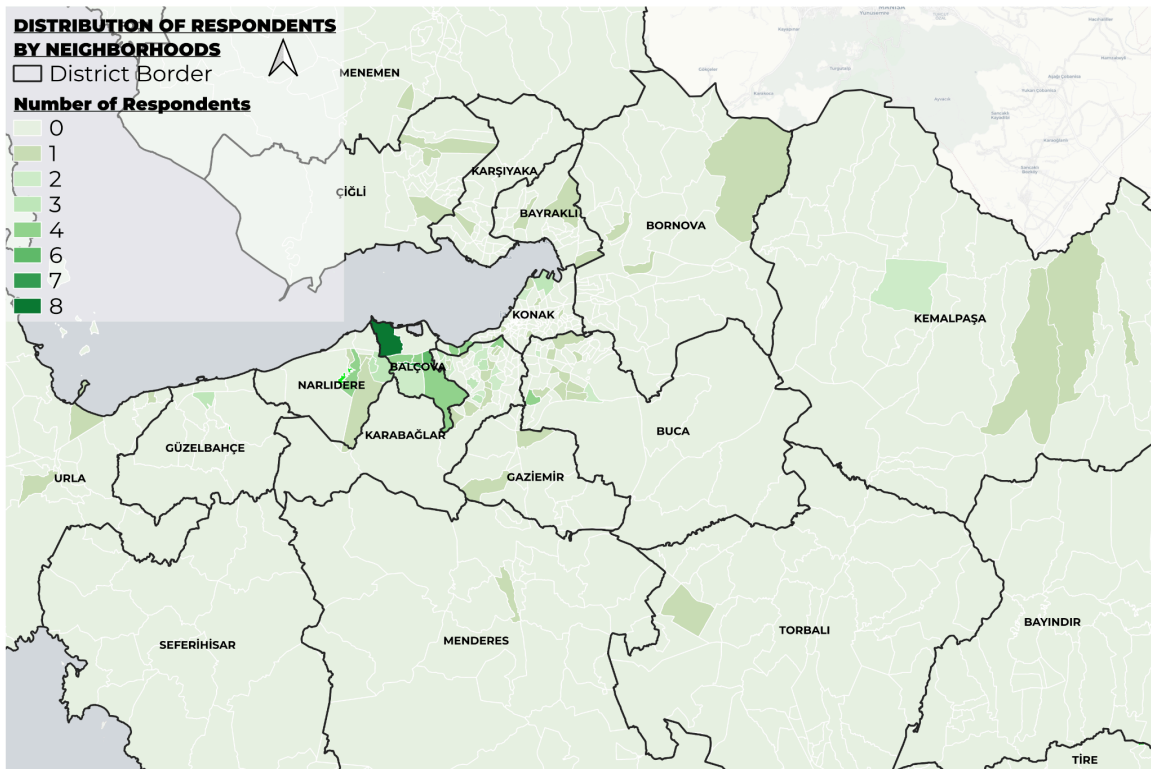 DISTRIBUTION OF RESPONDENTS
BY NEIGHBORHOODS
District Border
Number of Respondents
0
1
2
3
4
6
7
8
MENEMEN
KARŞIYAKA
ÇİĞLİ
BAYRAKLI
BORNOVA
KONAK
KEMALPAŞA
BALÇOVA
NARLIDERE
KARABAĞLAR
BUCA
GÜZELBAHÇE
URLA
GAZİEMİR
SEFERİHİSAR
MENDERES
TORBALI
BAYINDIR
TİRE